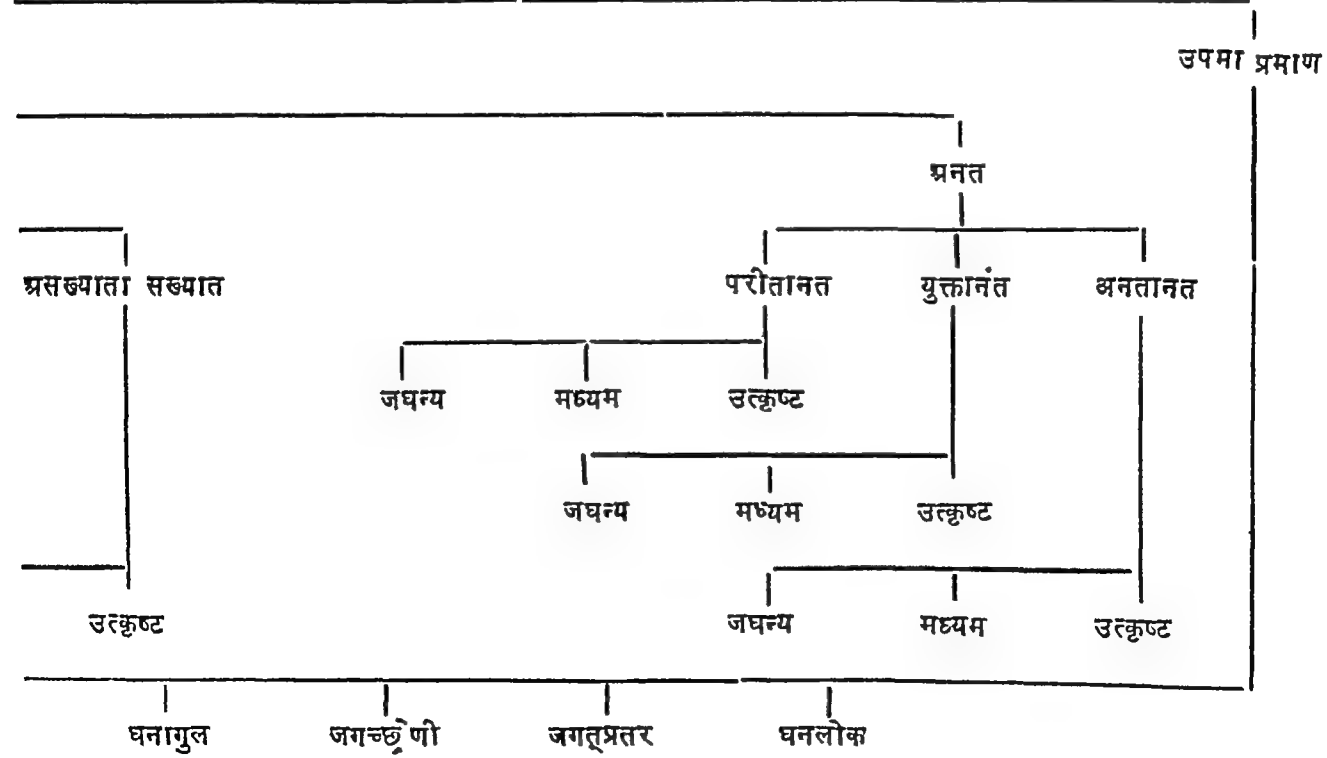 उपमा प्रमाण
अनत
असख्याता सख्यात परीतानत युक्तानंत अनतानत
जघन्य मध्यम उत्कृष्ट
जघन्य मध्यम उत्कृष्ट
उत्कृष्ट जघन्य मध्यम उत्कृष्ट
घनागुल जगच्छ्रेणी जगत्प्रतर घनलोक